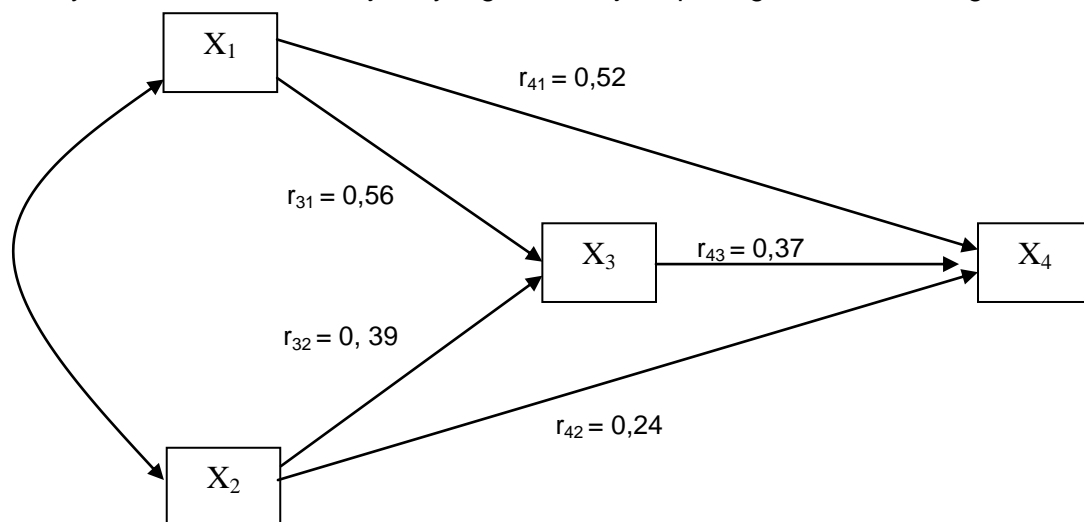 X₁
r₄₁ = 0,52
r₃₁ = 0,56
X₃
r₄₃ = 0,37
X₄
r₃₂ = 0, 39
r₄₂ = 0,24
X₂